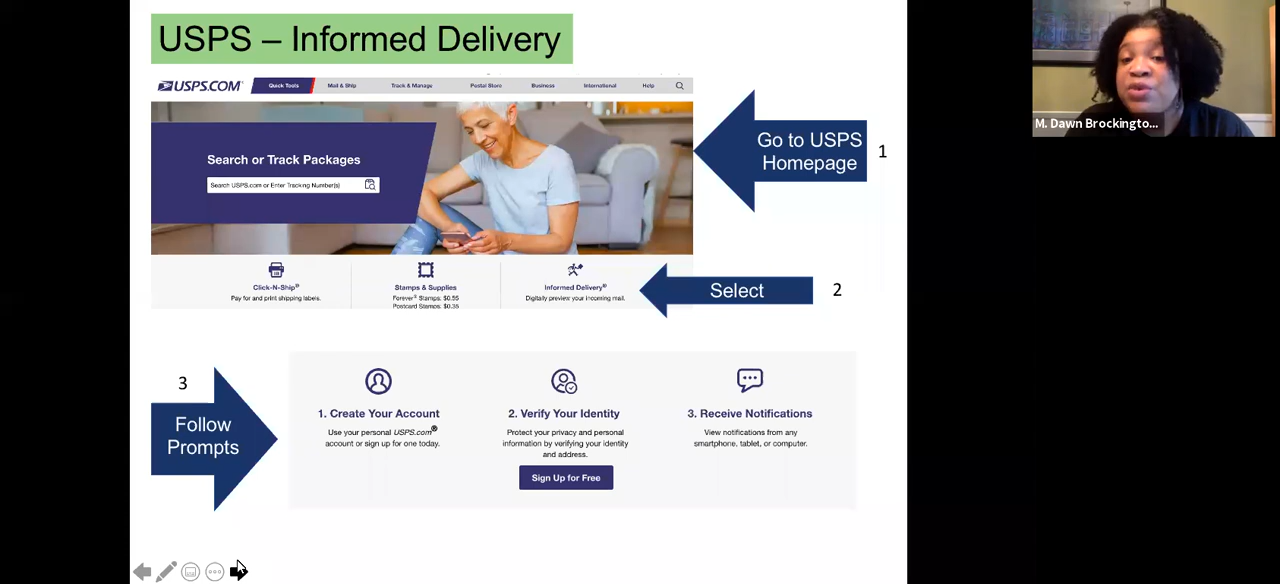 USPS – Informed Delivery
USPS.COM®
Quick Tools
Mail & Ship
Track & Manage
Postal Store
Business
International
Help
Search or Track Packages
Search USPS.com or Enter Tracking Number(s)
Go to USPS
Homepage
1
M. Dawn Brockingto...
Click-N-Ship®
Pay for and print shipping labels.
Stamps & Supplies
Forever® Stamps: $0.55
Postcard Stamps: $0.35
Informed Delivery®
Digitally preview your incoming mail.
Select
2
3
Follow
Prompts
1. Create Your Account
Use your personal USPS.com®
account or sign up for one today.
2. Verify Your Identity
Protect your privacy and personal
information by verifying your identity
and address.
Sign Up for Free
3. Receive Notifications
View notifications from any
smartphone, tablet, or computer.